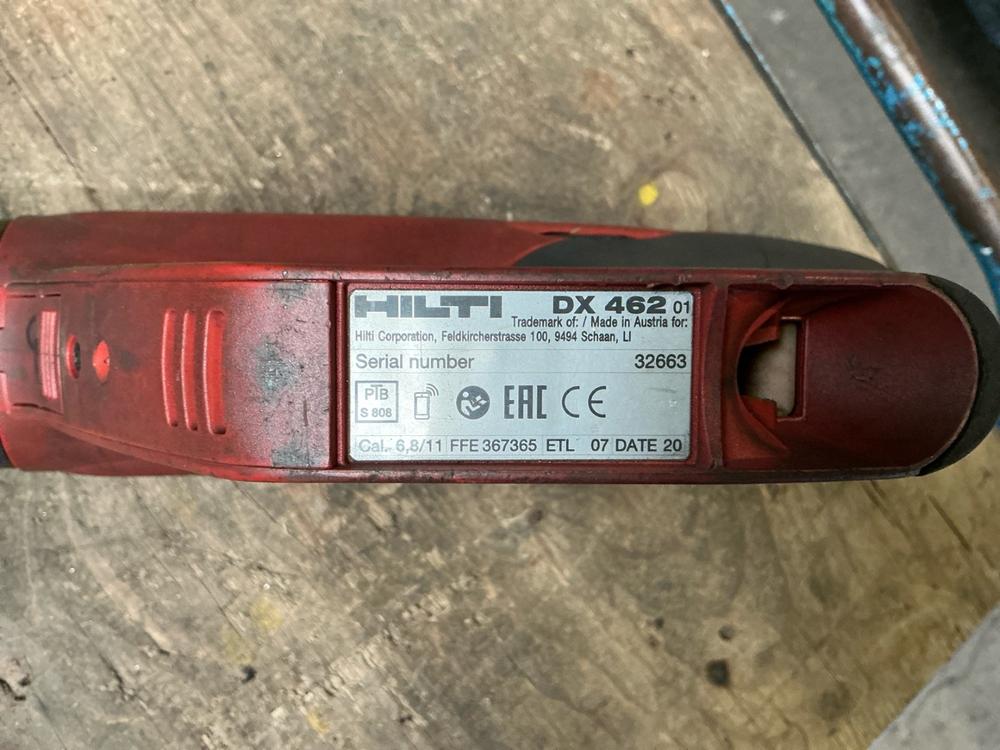 HILTI DX 462 01
Trademark of: / Made in Austria for:
Hilti Corporation, Feldkircherstrasse 100, 9494 Schaan, LI
Serial number 32663
PTB
S 808
EAC CE
Cal. 6,8/11 FFE 367365 ETL 07 DATE 20